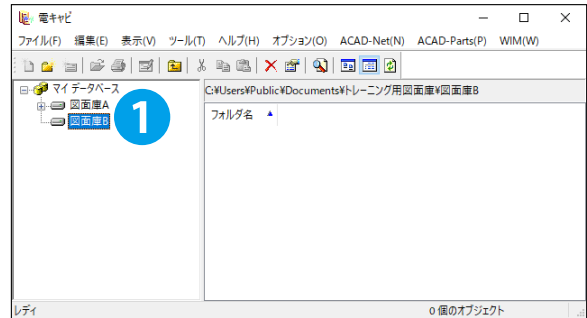 電キャビ
ファイル(F) 編集(E) 表示(V) ツール(T) ヘルプ(H) オプション(O) ACAD-Net(N) ACAD-Parts(P) WIM(W)
マイ データベース
図面庫A
図面庫B
1
C:¥Users¥Public¥Documents¥トレーニング用図面庫¥図面庫B
フォルダ名
レディ
0 個のオブジェクト